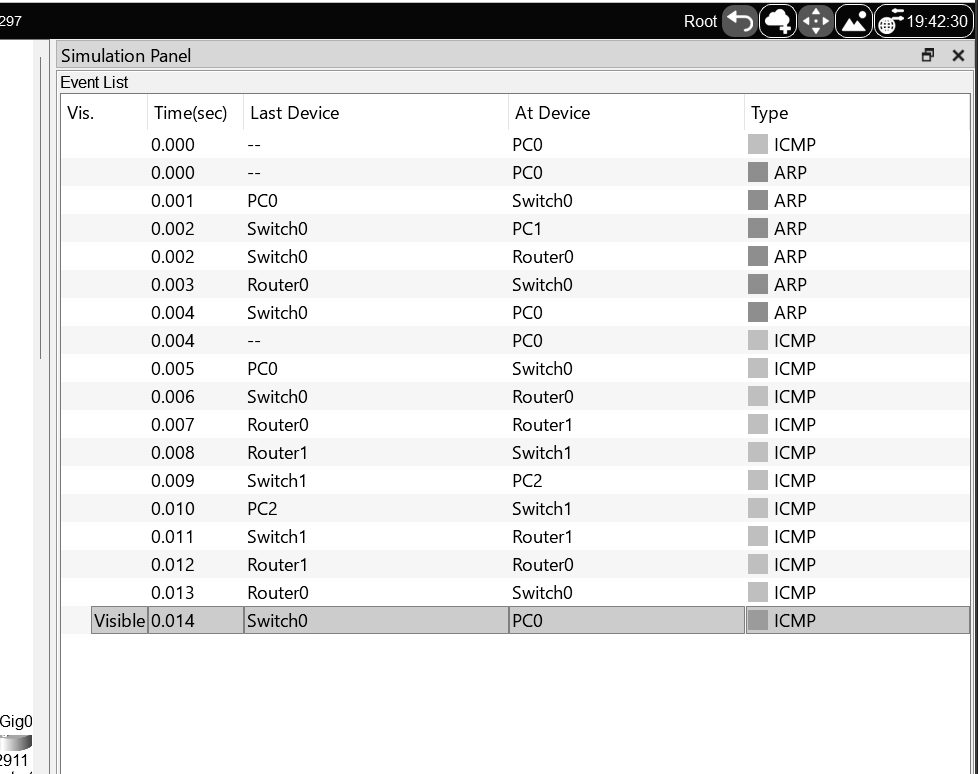 297 Root 19:42:30
Simulation Panel
Event List
Vis. Time(sec) Last Device At Device Type
0.000 -- PC0 ICMP
0.000 -- PC0 ARP
0.001 PC0 Switch0 ARP
0.002 Switch0 PC1 ARP
0.002 Switch0 Router0 ARP
0.003 Router0 Switch0 ARP
0.004 Switch0 PC0 ARP
0.004 -- PC0 ICMP
0.005 PC0 Switch0 ICMP
0.006 Switch0 Router0 ICMP
0.007 Router0 Router1 ICMP
0.008 Router1 Switch1 ICMP
0.009 Switch1 PC2 ICMP
0.010 PC2 Switch1 ICMP
0.011 Switch1 Router1 ICMP
0.012 Router1 Router0 ICMP
0.013 Router0 Switch0 ICMP
Visible 0.014 Switch0 PC0 ICMP
Gig0
2911